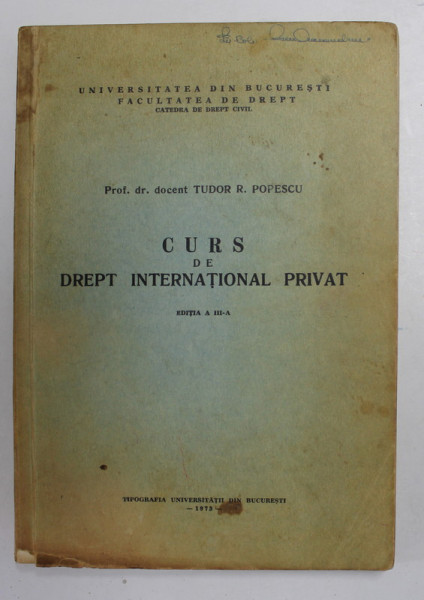 UNIVERSITATEA DIN BUCUREȘTI
FACULTATEA DE DREPT
CATEDRA DE DREPT CIVIL
Prof. dr. docent TUDOR R. POPESCU
CURS
DE
DREPT INTERNAȚIONAL PRIVAT
EDIȚIA A III-A
TIPOGRAFIA UNIVERSITĂȚII DIN BUCUREȘTI
— 1973 —